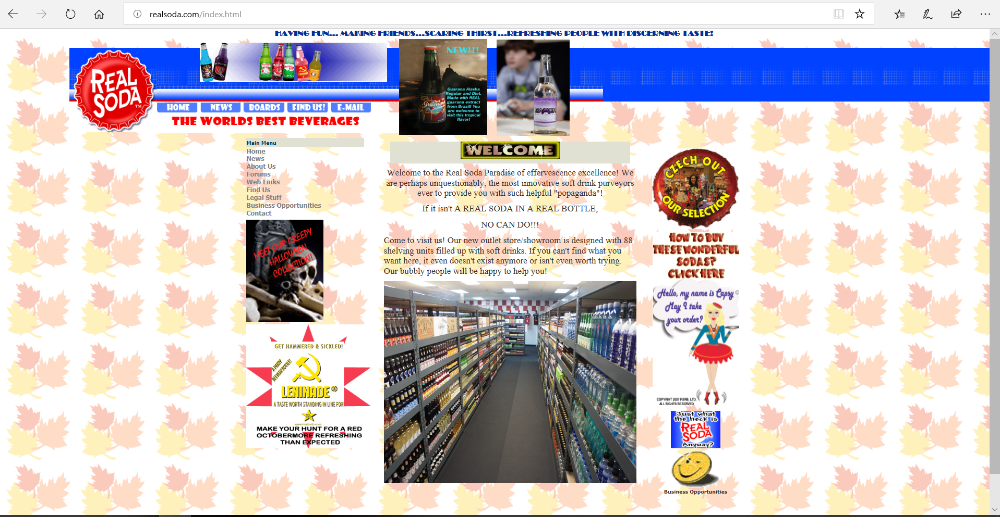 realsoda.com/index.html
HAVING FUN... MAKING FRIENDS...SCARING THIRST...REFRESHING PEOPLE WITH DISCERNING TASTE!
REAL
SODA
TM
NEW!!!
Guarana Alaska
Regular and Diet.
Made with REAL
guarana extract
from Brazil! You
are welcome to
visit this tropical
flavor!
Diet
Guarana
GAMER
HOME
NEWS
BOARDS
FIND US!
E-MAIL
THE WORLDS BEST BEVERAGES
Main Menu
Home
News
About Us
Forums
Web Links
Find Us
Legal Stuff
Business Opportunities
Contact
MEET OUR CREEPY
HALLOWEEN
COLLECTION!
GET HAMMERED & SICKLED!
A PARTY
IN EVERY BOTTLE!
LENINADE®
A TASTE WORTH STANDING IN LINE FOR!
www.realsoda.com
MAKE YOUR HUNT FOR A RED
OCTOBERMORE REFRESHING
THAN EXPECTED
WELCOME
Welcome to the Real Soda Paradise of effervescence excellence! We
are perhaps unquestionably, the most innovative soft drink purveyors
ever to provide you with such helpful "popaganda"!
If it isn't A REAL SODA IN A REAL BOTTLE,
NO CAN DO!!!
Come to visit us! Our new outlet store/showroom is designed with 88
shelving units filled up with soft drinks. If you can't find what you
want here, it even doesn't exist anymore or isn't even worth trying.
Our bubbly people will be happy to help you!
CZECH OUT
OUR SELECTION
HOW TO BUY
THESE WONDERFUL
SODAS?
CLICK HERE
Hello, my name is Capsy©
May I take
your order?
COPYRIGHT 2007 RSRB, LTD.
ALL RIGHTS RESERVED
Just what
the heck is
REAL
SODA
Anyway?
Business Opportunities